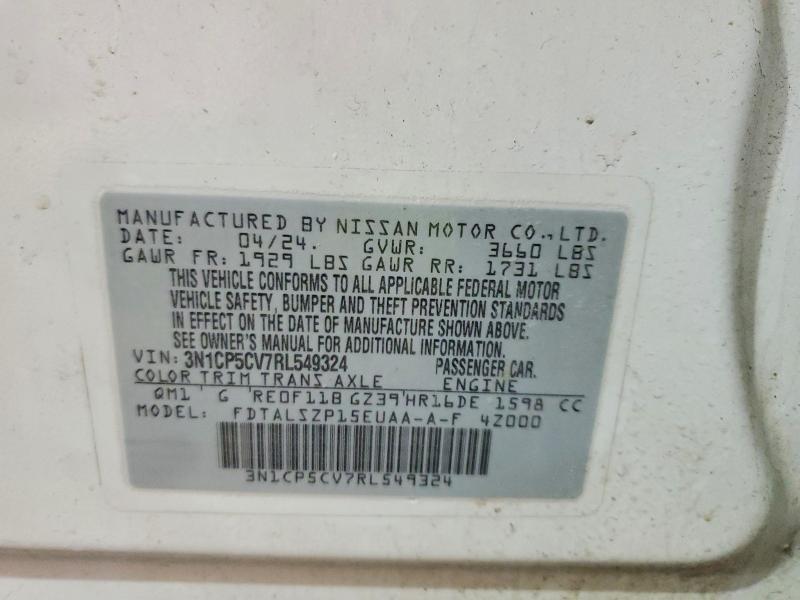 MANUFACTURED BY NISSAN MOTOR CO.,LTD.
DATE: 04/24. GVWR: 3660 LBS
GAWR FR: 1929 LBS GAWR RR: 1731 LBS
THIS VEHICLE CONFORMS TO ALL APPLICABLE FEDERAL MOTOR
VEHICLE SAFETY, BUMPER AND THEFT PREVENTION STANDARDS
IN EFFECT ON THE DATE OF MANUFACTURE SHOWN ABOVE.
SEE OWNER'S MANUAL FOR ADDITIONAL INFORMATION.
VIN: 3N1CP5CV7RL549324 PASSENGER CAR.
COLOR TRIM TRANS AXLE ENGINE
QM1 G RE0F11B GZ39 HR16DE 1598 CC
MODEL: FDTALSZP15EUAA-A-F 4Z000
3N1CP5CV7RL549324